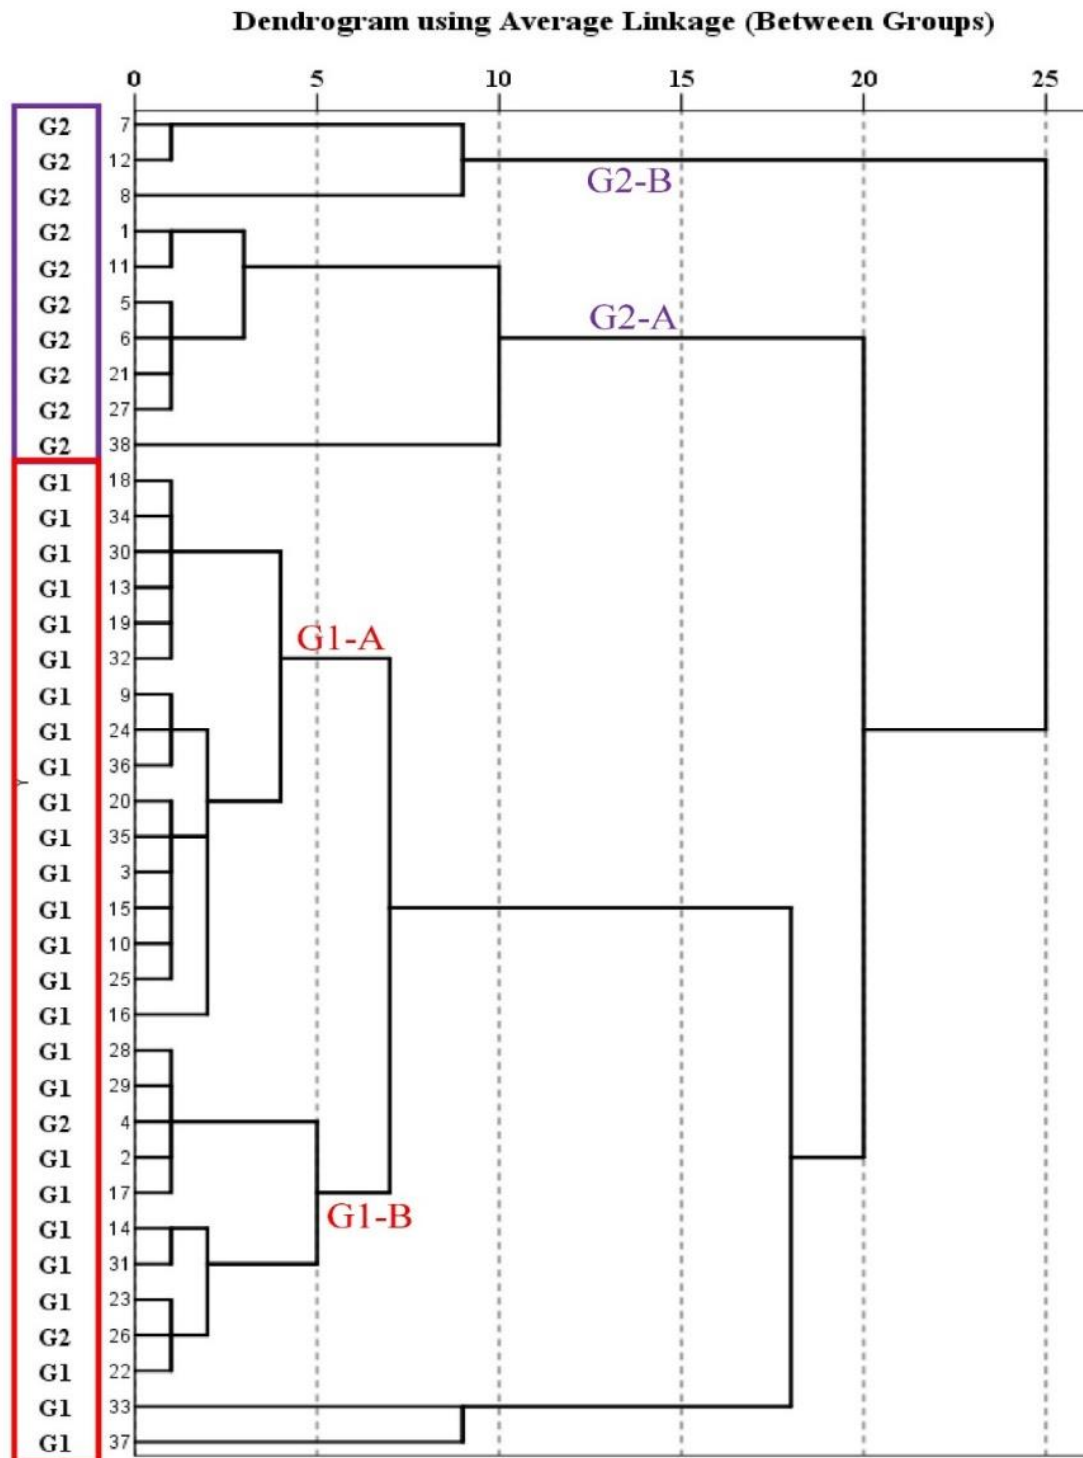 Dendrogram using Average Linkage (Between Groups)
0 5 10 15 20 25
G2 7
G2 12
G2-B
G2 8
G2 1
G2 11
G2 5
G2-A
G2 6
G2 21
G2 27
G2 38
G1 18
G1 34
G1 30
G1 13
G1 19
G1-A
G1 32
G1 9
G1 24
G1 36
Y
G1 20
G1 35
G1 3
G1 15
G1 10
G1 25
G1 16
G1 28
G1 29
G2 4
G1 2
G1 17
G1-B
G1 14
G1 31
G1 23
G2 26
G1 22
G1 33
G1 37